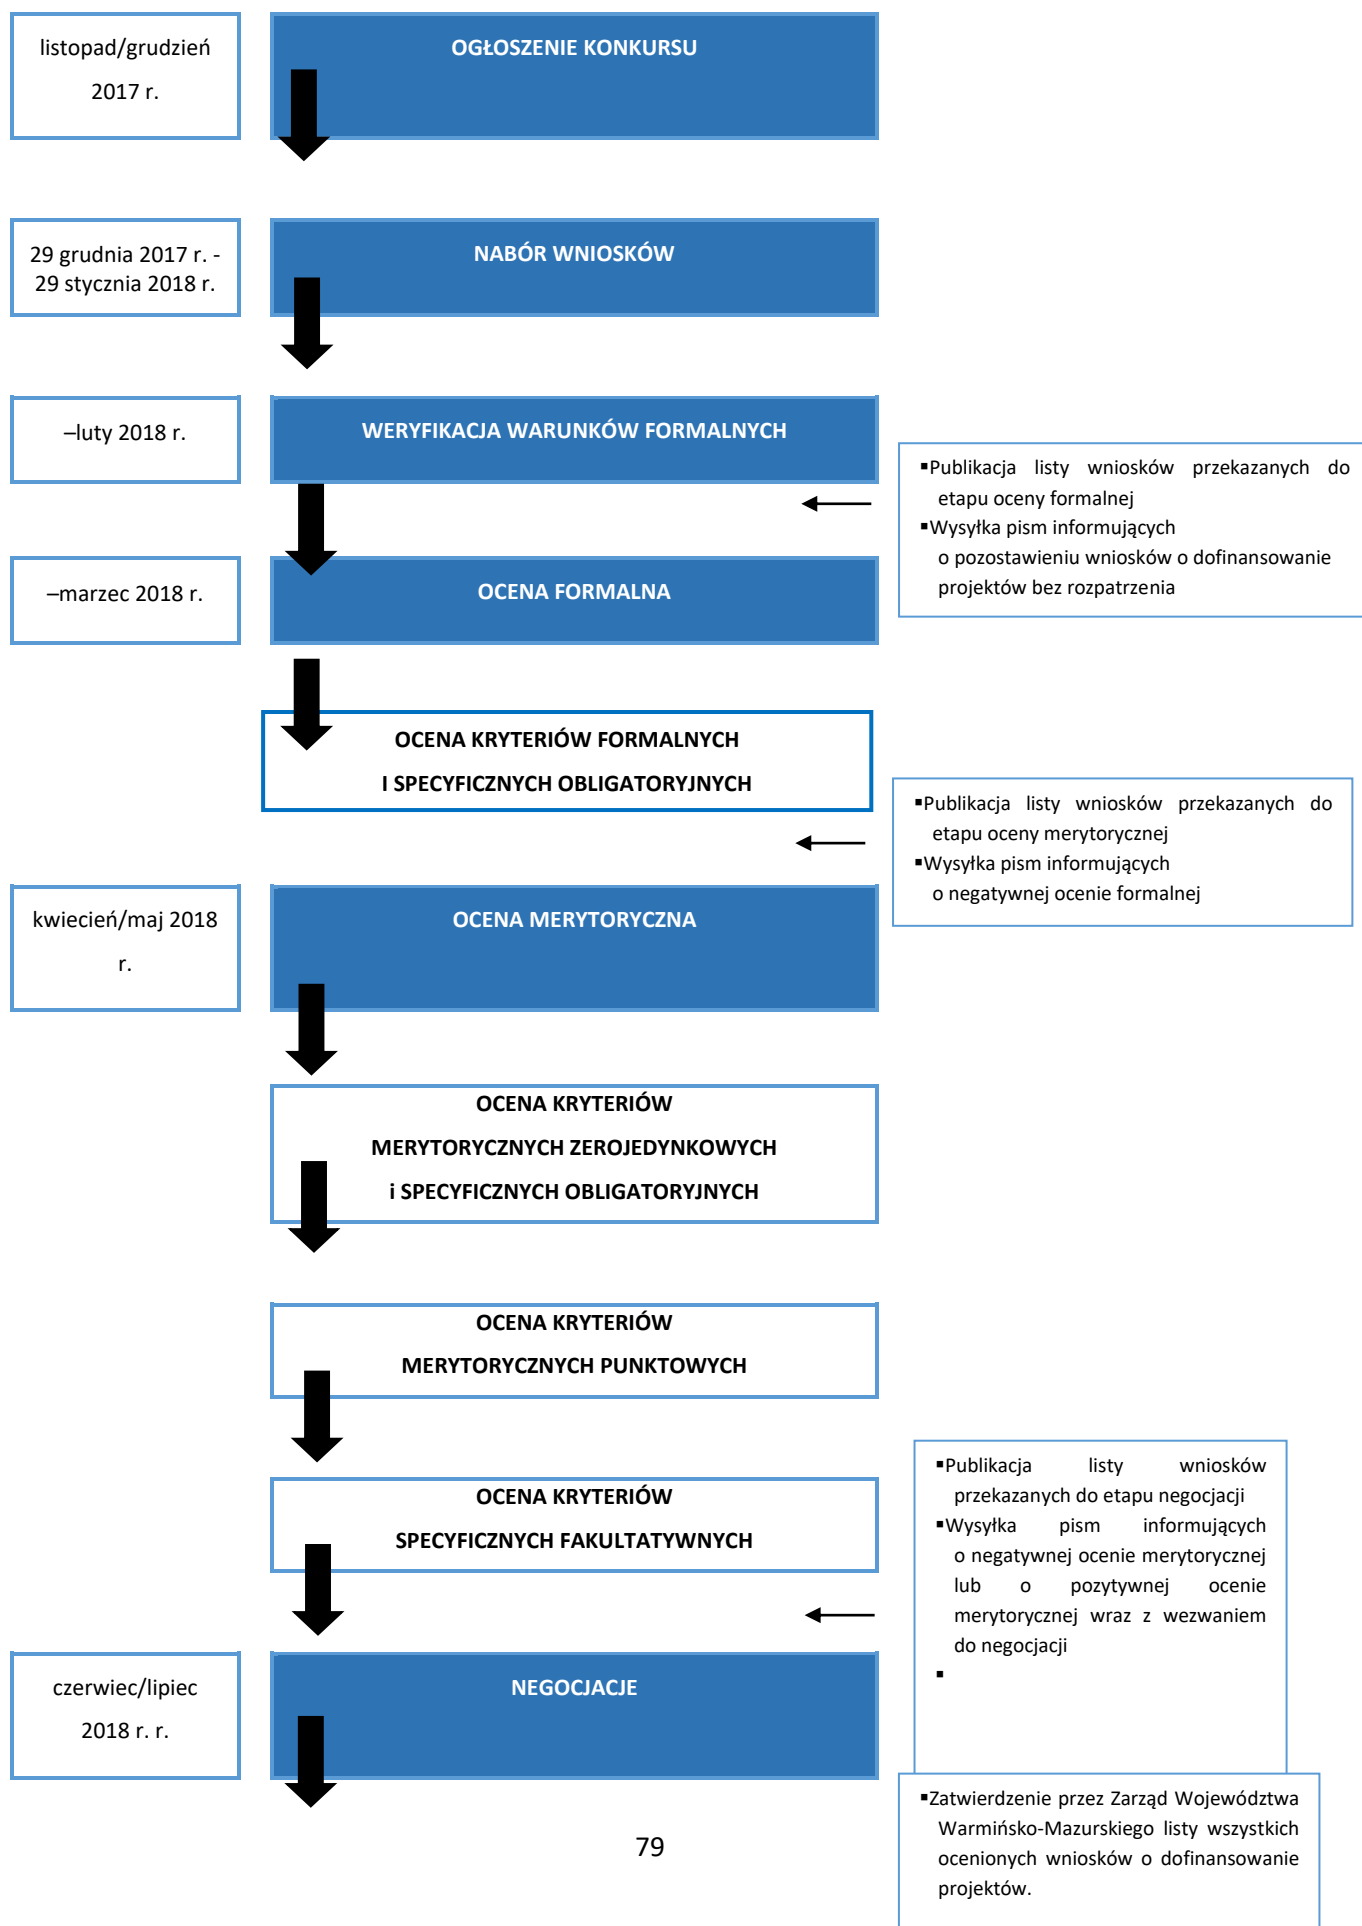 listopad/grudzień
2017 r.
OGŁOSZENIE KONKURSU
29 grudnia 2017 r. -
29 stycznia 2018 r.
NABÓR WNIOSKÓW
–luty 2018 r.
WERYFIKACJA WARUNKÓW FORMALNYCH
▪Publikacja listy wniosków przekazanych do
etapu oceny formalnej
▪Wysyłka pism informujących
o pozostawieniu wniosków o dofinansowanie
projektów bez rozpatrzenia
–marzec 2018 r.
OCENA FORMALNA
OCENA KRYTERIÓW FORMALNYCH
I SPECYFICZNYCH OBLIGATORYJNYCH
▪Publikacja listy wniosków przekazanych do
etapu oceny merytorycznej
▪Wysyłka pism informujących
o negatywnej ocenie formalnej
kwiecień/maj 2018
r.
OCENA MERYTORYCZNA
OCENA KRYTERIÓW
MERYTORYCZNYCH ZEROJEDYNKOWYCH
i SPECYFICZNYCH OBLIGATORYJNYCH
OCENA KRYTERIÓW
MERYTORYCZNYCH PUNKTOWYCH
OCENA KRYTERIÓW
SPECYFICZNYCH FAKULTATYWNYCH
▪Publikacja listy wniosków
przekazanych do etapu negocjacji
▪Wysyłka pism informujących
o negatywnej ocenie merytorycznej
lub o pozytywnej ocenie
merytorycznej wraz z wezwaniem
do negocjacji
▪
czerwiec/lipiec
2018 r. r.
NEGOCJACJE
▪Zatwierdzenie przez Zarząd Województwa
Warmińsko-Mazurskiego listy wszystkich
ocenionych wniosków o dofinansowanie
projektów.
79